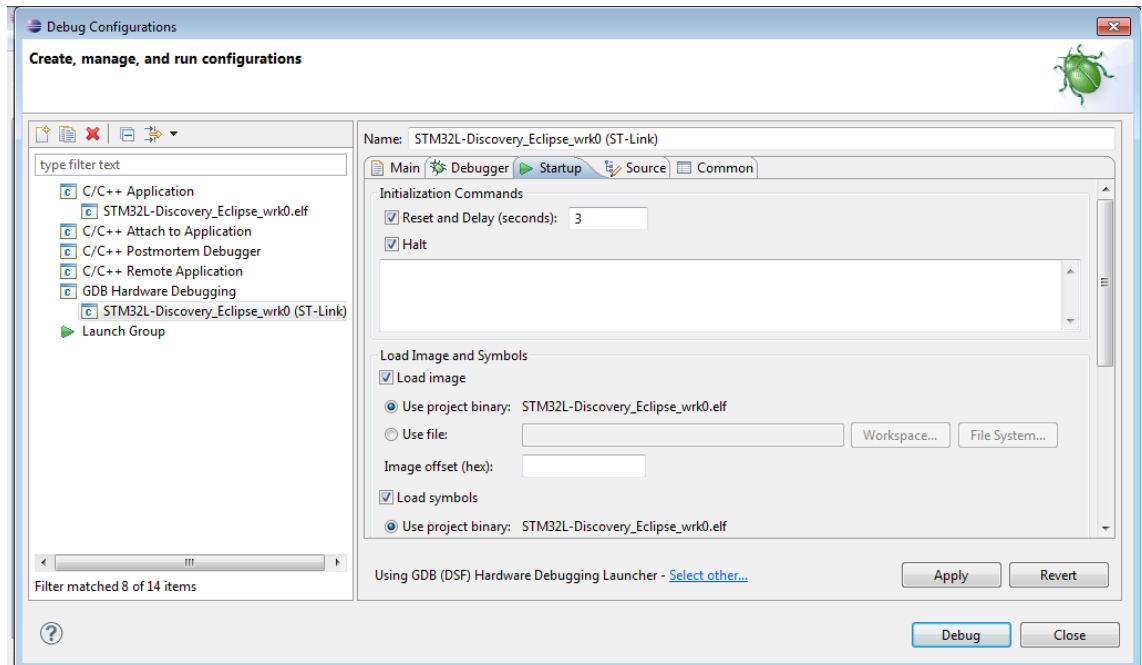 Debug Configurations
Create, manage, and run configurations
type filter text
C/C++ Application
STM32L-Discovery_Eclipse_wrk0.elf
C/C++ Attach to Application
C/C++ Postmortem Debugger
C/C++ Remote Application
GDB Hardware Debugging
STM32L-Discovery_Eclipse_wrk0 (ST-Link)
Launch Group
Filter matched 8 of 14 items
Name: STM32L-Discovery_Eclipse_wrk0 (ST-Link)
Main Debugger Startup Source Common
Initialization Commands
Reset and Delay (seconds): 3
Halt
Load Image and Symbols
Load image
Use project binary: STM32L-Discovery_Eclipse_wrk0.elf
Use file: Workspace... File System...
Image offset (hex):
Load symbols
Use project binary: STM32L-Discovery_Eclipse_wrk0.elf
Using GDB (DSF) Hardware Debugging Launcher - Select other... Apply Revert
Debug Close